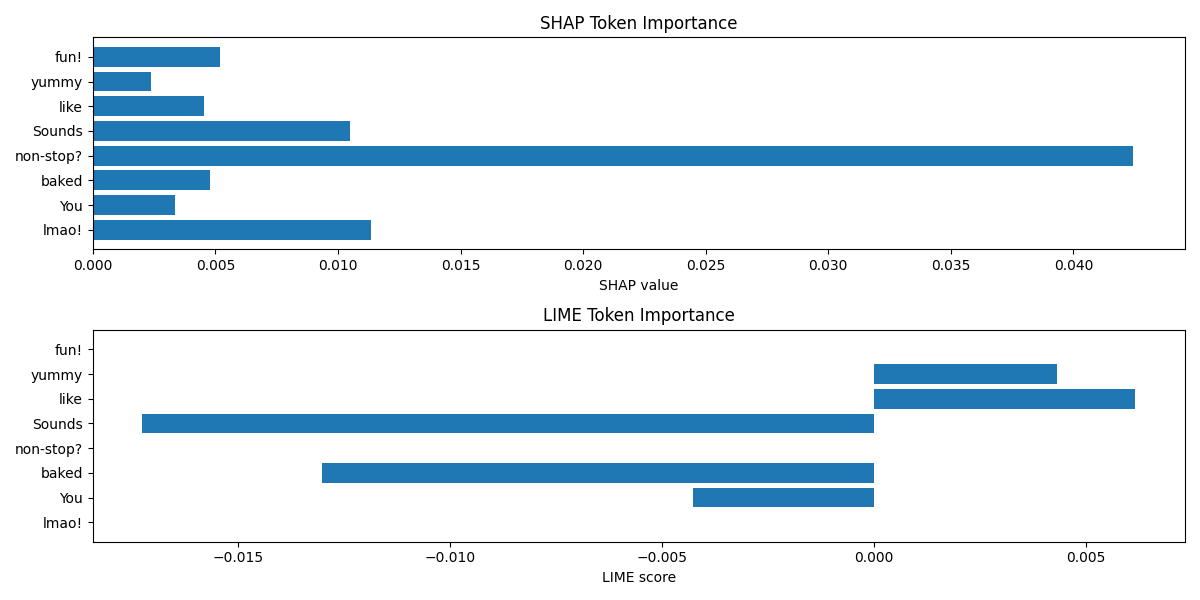 SHAP Token Importance
fun!
yummy
like
Sounds
non-stop?
baked
You
lmao!
0.000 0.005 0.010 0.015 0.020 0.025 0.030 0.035 0.040
SHAP value
LIME Token Importance
fun!
yummy
like
Sounds
non-stop?
baked
You
lmao!
−0.015 −0.010 −0.005 0.000 0.005
LIME score